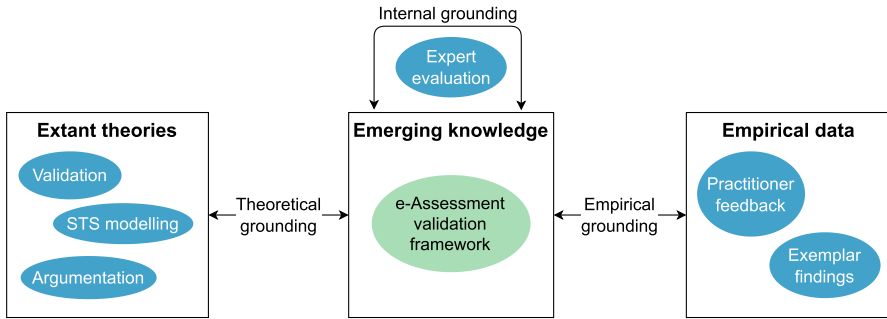 Internal grounding
Expert
evaluation
Extant theories
Validation
STS modelling
Argumentation
Theoretical
grounding
Emerging knowledge
e-Assessment
validation
framework
Empirical
grounding
Empirical data
Practitioner
feedback
Exemplar
findings